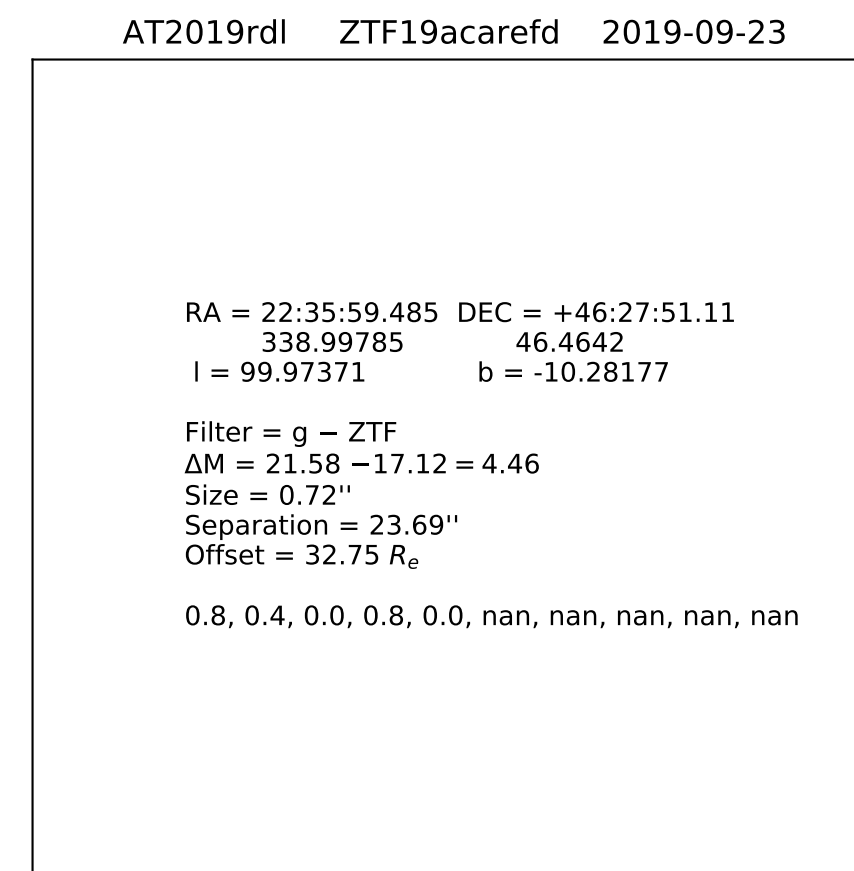 AT2019rdl ZTF19acarefd 2019-09-23
RA = 22:35:59.485 DEC = +46:27:51.11
338.99785 46.4642
l = 99.97371 b = -10.28177
Filter = g − ZTF
ΔM = 21.58 −17.12 = 4.46
Size = 0.72''
Separation = 23.69''
Offset = 32.75 Re
0.8, 0.4, 0.0, 0.8, 0.0, nan, nan, nan, nan, nan